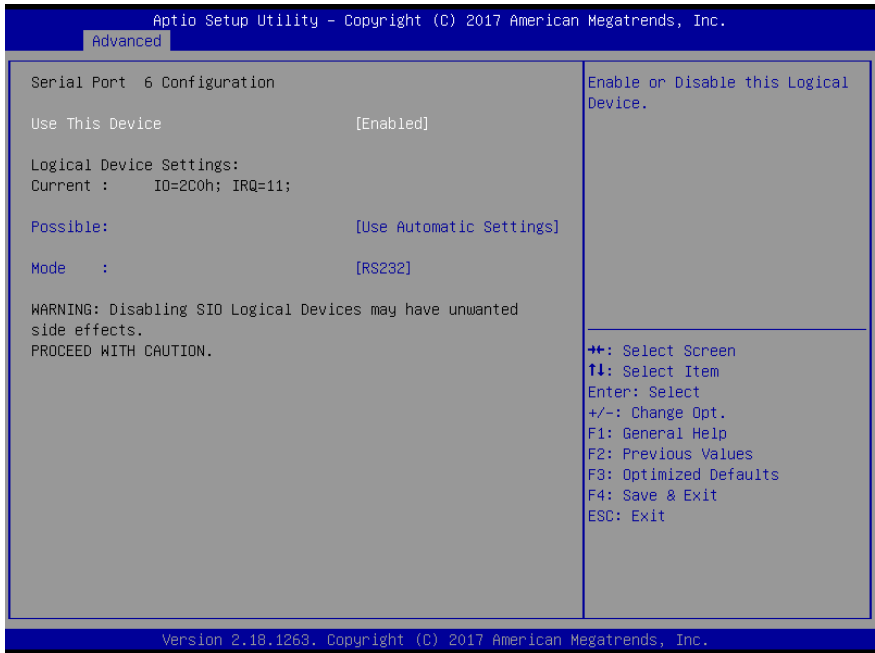 Aptio Setup Utility – Copyright (C) 2017 American Megatrends, Inc.
Advanced
Serial Port  6 Configuration
Use This Device [Enabled]
Logical Device Settings:
Current : IO=2C0h; IRQ=11;
Possible: [Use Automatic Settings]
Mode : [RS232]
WARNING: Disabling SIO Logical Devices may have unwanted
side effects.
PROCEED WITH CAUTION.
Enable or Disable this Logical
Device.
→←: Select Screen
↑↓: Select Item
Enter: Select
+/-: Change Opt.
F1: General Help
F2: Previous Values
F3: Optimized Defaults
F4: Save & Exit
ESC: Exit
Version 2.18.1263. Copyright (C) 2017 American Megatrends, Inc.